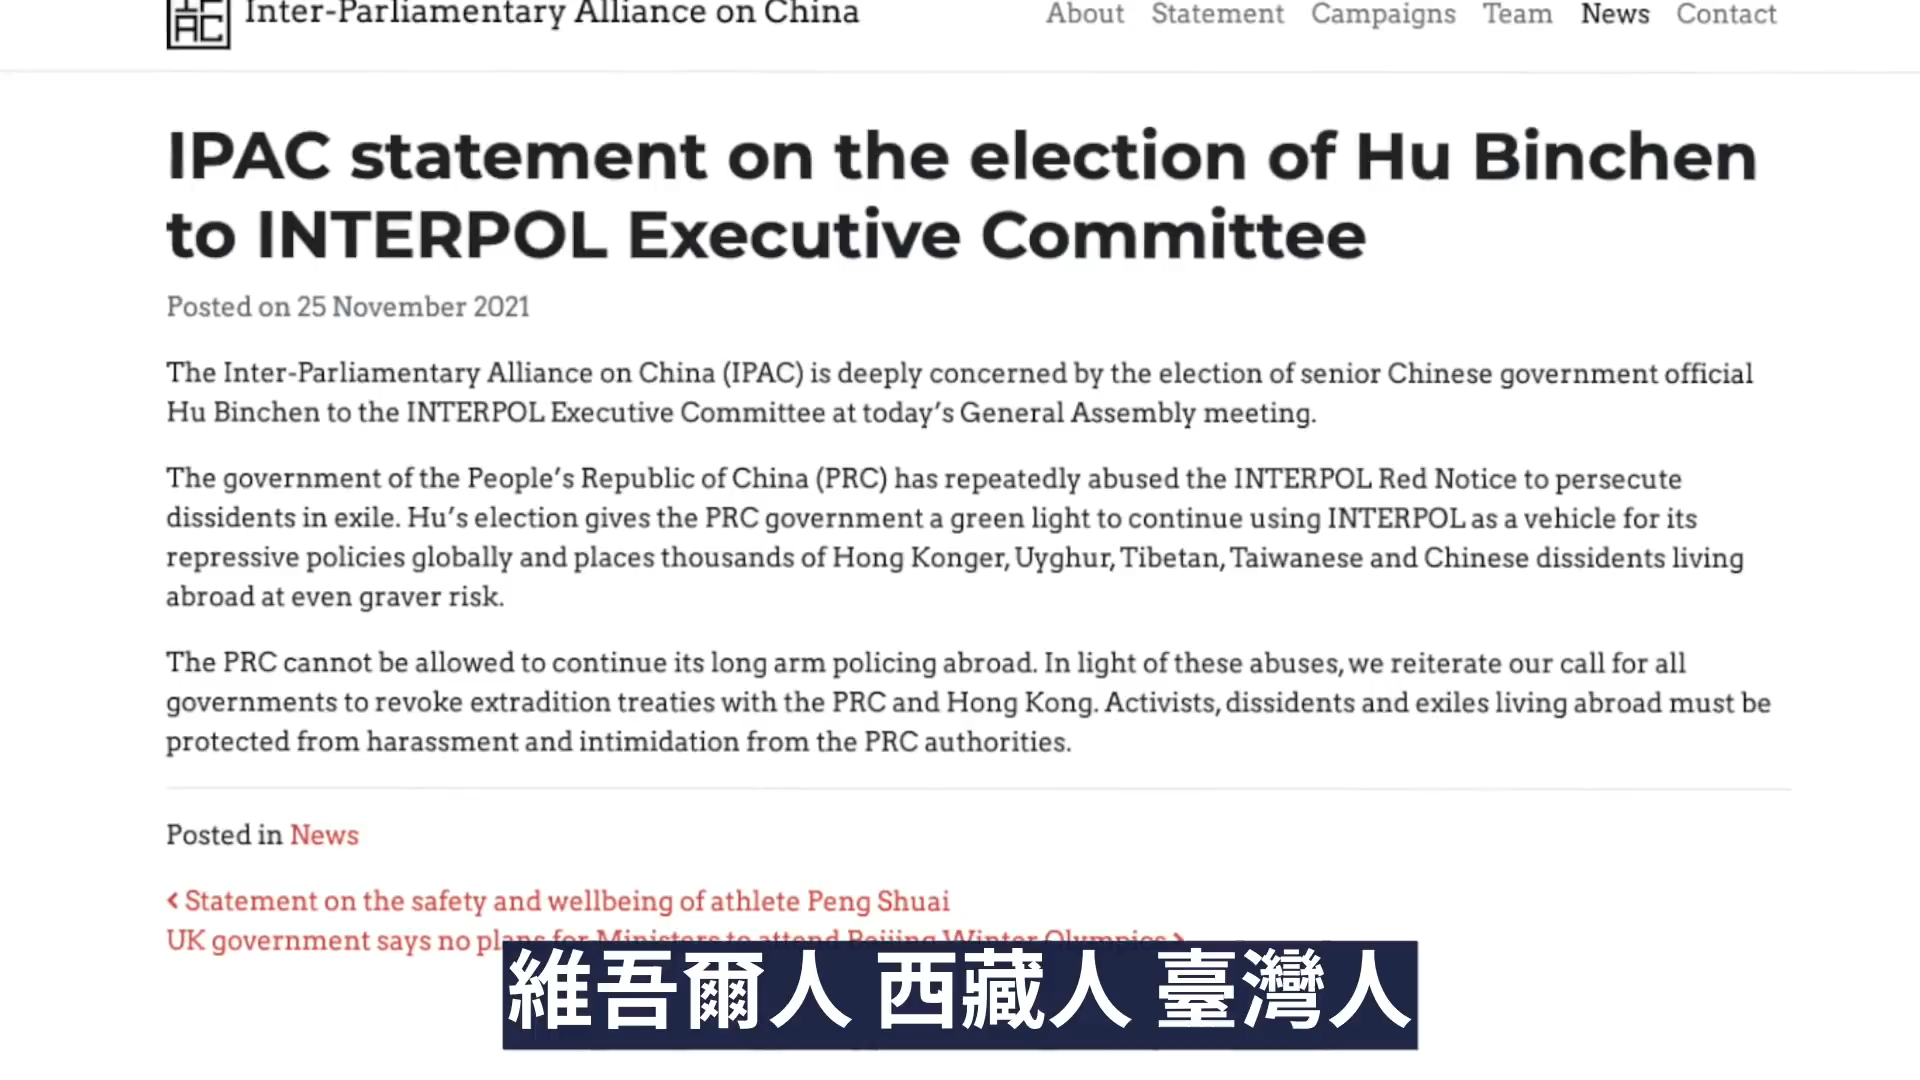 Inter-Parliamentary Alliance on China
About Statement Campaigns Team News Contact
IPAC statement on the election of Hu Binchen
to INTERPOL Executive Committee
Posted on 25 November 2021
The Inter-Parliamentary Alliance on China (IPAC) is deeply concerned by the election of senior Chinese government official
Hu Binchen to the INTERPOL Executive Committee at today’s General Assembly meeting.
The government of the People’s Republic of China (PRC) has repeatedly abused the INTERPOL Red Notice to persecute
dissidents in exile. Hu’s election gives the PRC government a green light to continue using INTERPOL as a vehicle for its
repressive policies globally and places thousands of Hong Konger, Uyghur, Tibetan, Taiwanese and Chinese dissidents living
abroad at even graver risk.
The PRC cannot be allowed to continue its long arm policing abroad. In light of these abuses, we reiterate our call for all
governments to revoke extradition treaties with the PRC and Hong Kong. Activists, dissidents and exiles living abroad must be
protected from harassment and intimidation from the PRC authorities.
Posted in News
‹ Statement on the safety and wellbeing of athlete Peng Shuai
UK government says no plans for Ministers to attend Beijing Winter Olympics ›
維吾爾人 西藏人 臺灣人